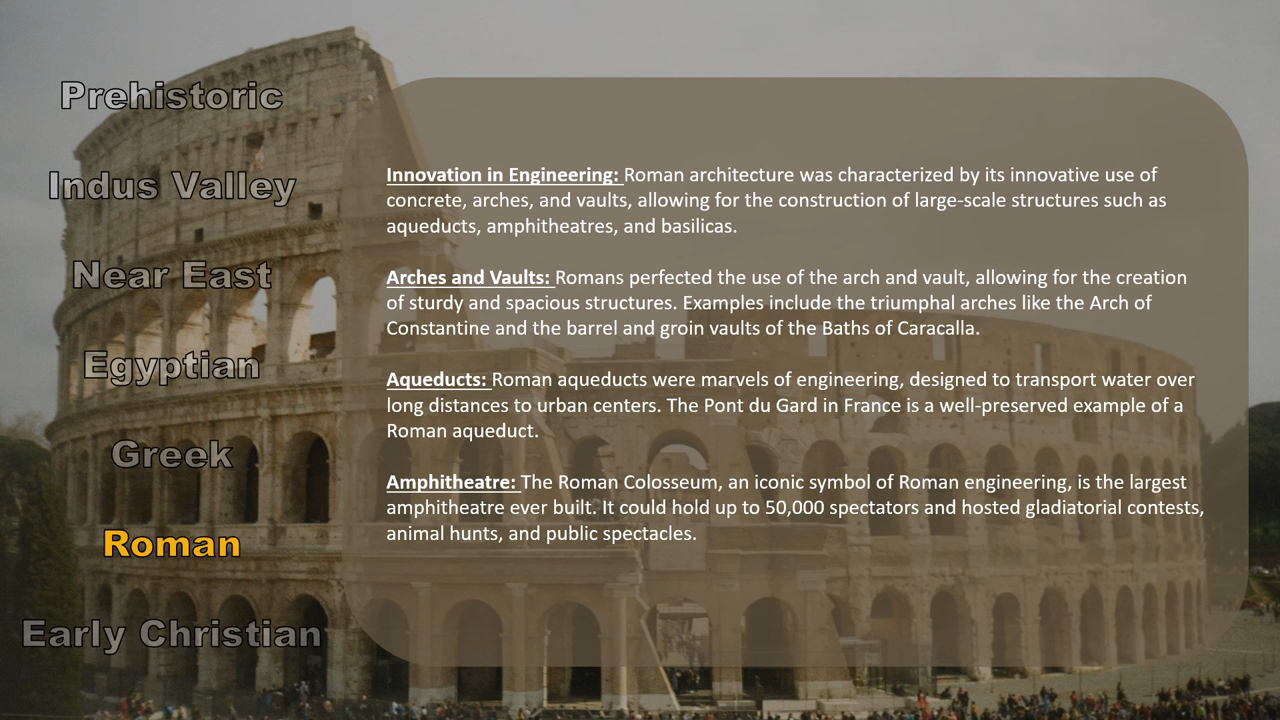 Prehistoric
Indus Valley
Near East
Egyptian
Greek
Roman
Early Christian
Innovation in Engineering: Roman architecture was characterized by its innovative use of
concrete, arches, and vaults, allowing for the construction of large-scale structures such as
aqueducts, amphitheatres, and basilicas.
Arches and Vaults: Romans perfected the use of the arch and vault, allowing for the creation
of sturdy and spacious structures. Examples include the triumphal arches like the Arch of
Constantine and the barrel and groin vaults of the Baths of Caracalla.
Aqueducts: Roman aqueducts were marvels of engineering, designed to transport water over
long distances to urban centers. The Pont du Gard in France is a well-preserved example of a
Roman aqueduct.
Amphitheatre: The Roman Colosseum, an iconic symbol of Roman engineering, is the largest
amphitheatre ever built. It could hold up to 50,000 spectators and hosted gladiatorial contests,
animal hunts, and public spectacles.